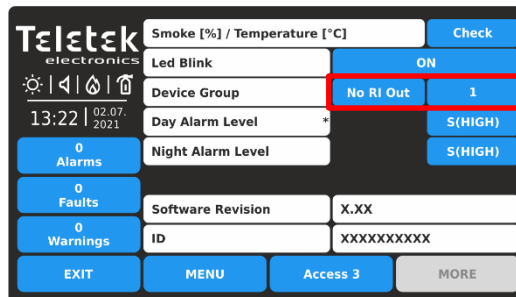 Teletek
electronics
13:22 | 02.07.
2021
0
Alarms
0
Faults
0
Warnings
Smoke [%] / Temperature [°C] Check
Led Blink ON
Device Group No RI Out 1
Day Alarm Level * S(HIGH)
Night Alarm Level S(HIGH)
Software Revision X.XX
ID XXXXXXXXXX
EXIT MENU Access 3 MORE